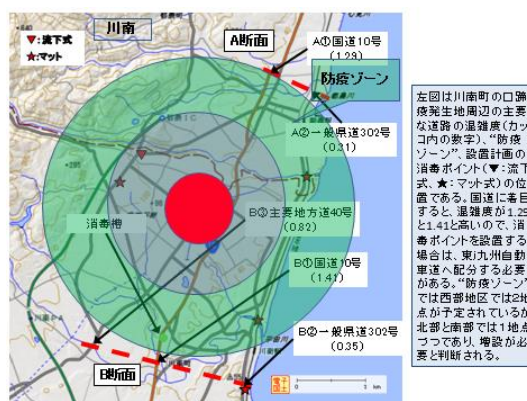 川南
▼:流下式
★:マット
A断面
A①国道10号
(1.29)
防疫ゾーン
A②一般県道302号
(0.21)
消毒槽
B③主要地方道40号
(0.82)
B①国道10号
(1.41)
B②一般県道302号
(0.35)
B断面
左図は川南町の口蹄
疫発生地周辺の主要
な道路の混雑度(カッ
コ内の数字)、“防疫
ゾーン”、設置計画の
消毒ポイント(▼:流下
式、★:マット式)の位
置である。国道に着目
すると、混雑度が1.25
と1.41と高いので、消
毒ポイントを設置する
場合は、東九州自動
車道へ配分する必要
がある。“防疫ゾーン”
では西部地区では2地
点が予定されているが
北部と南部では1地点
づつであり、増設が必
要と判断される。